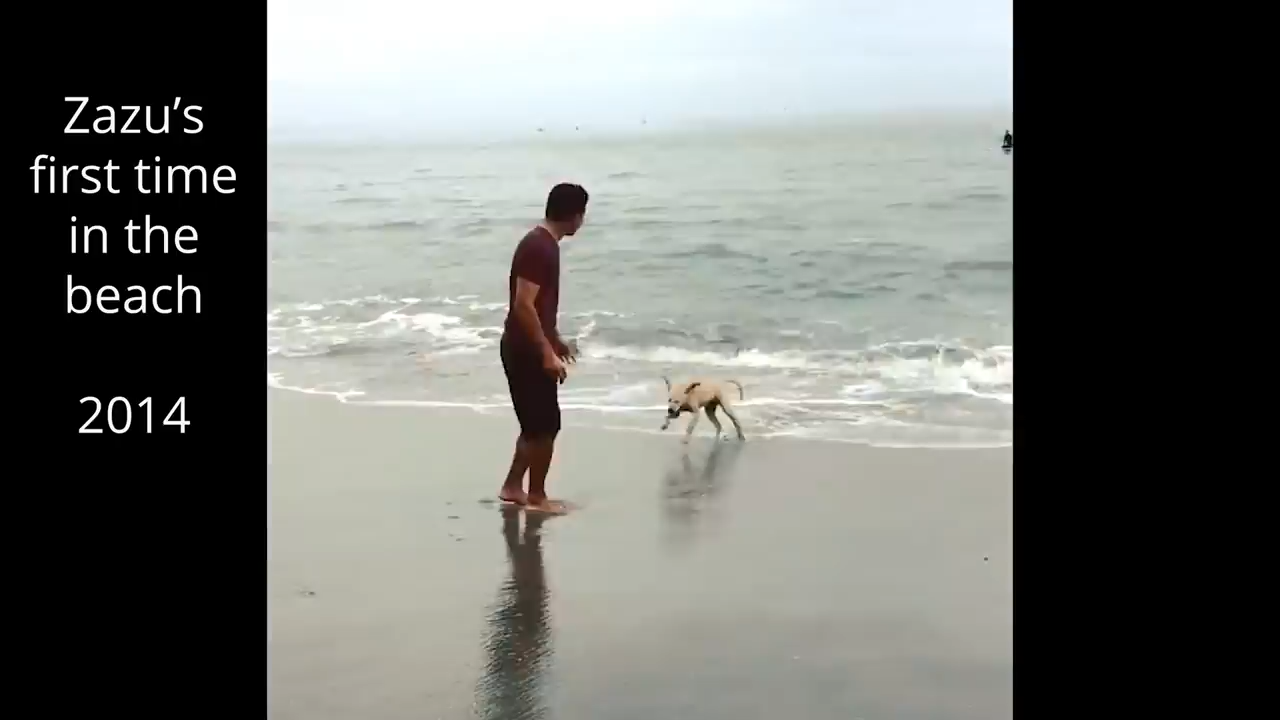 Zazu’s
first time
in the
beach
2014